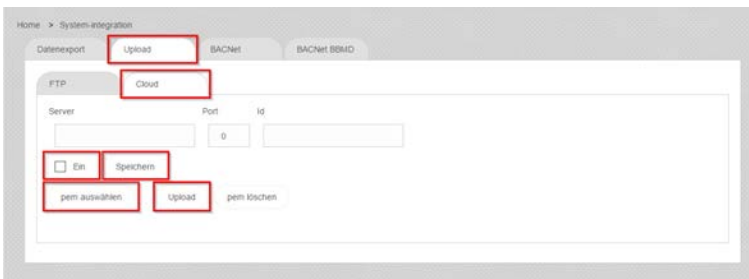 Home > System-integration
Datenexport Upload BACNet BACNet BBMD
FTP Cloud
Server Port Id
0
Ein Speichern
pem auswählen Upload pem löschen